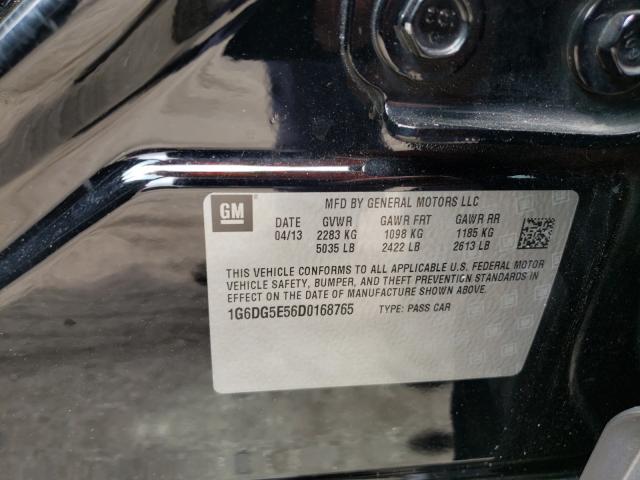 GM
MFD BY GENERAL MOTORS LLC
DATE GVWR GAWR FRT GAWR RR
04/13 2283 KG 1098 KG 1185 KG
5035 LB 2422 LB 2613 LB
THIS VEHICLE CONFORMS TO ALL APPLICABLE U.S. FEDERAL MOTOR
VEHICLE SAFETY, BUMPER, AND THEFT PREVENTION STANDARDS IN
EFFECT ON THE DATE OF MANUFACTURE SHOWN ABOVE.
1G6DG5E56D0168765 TYPE: PASS CAR